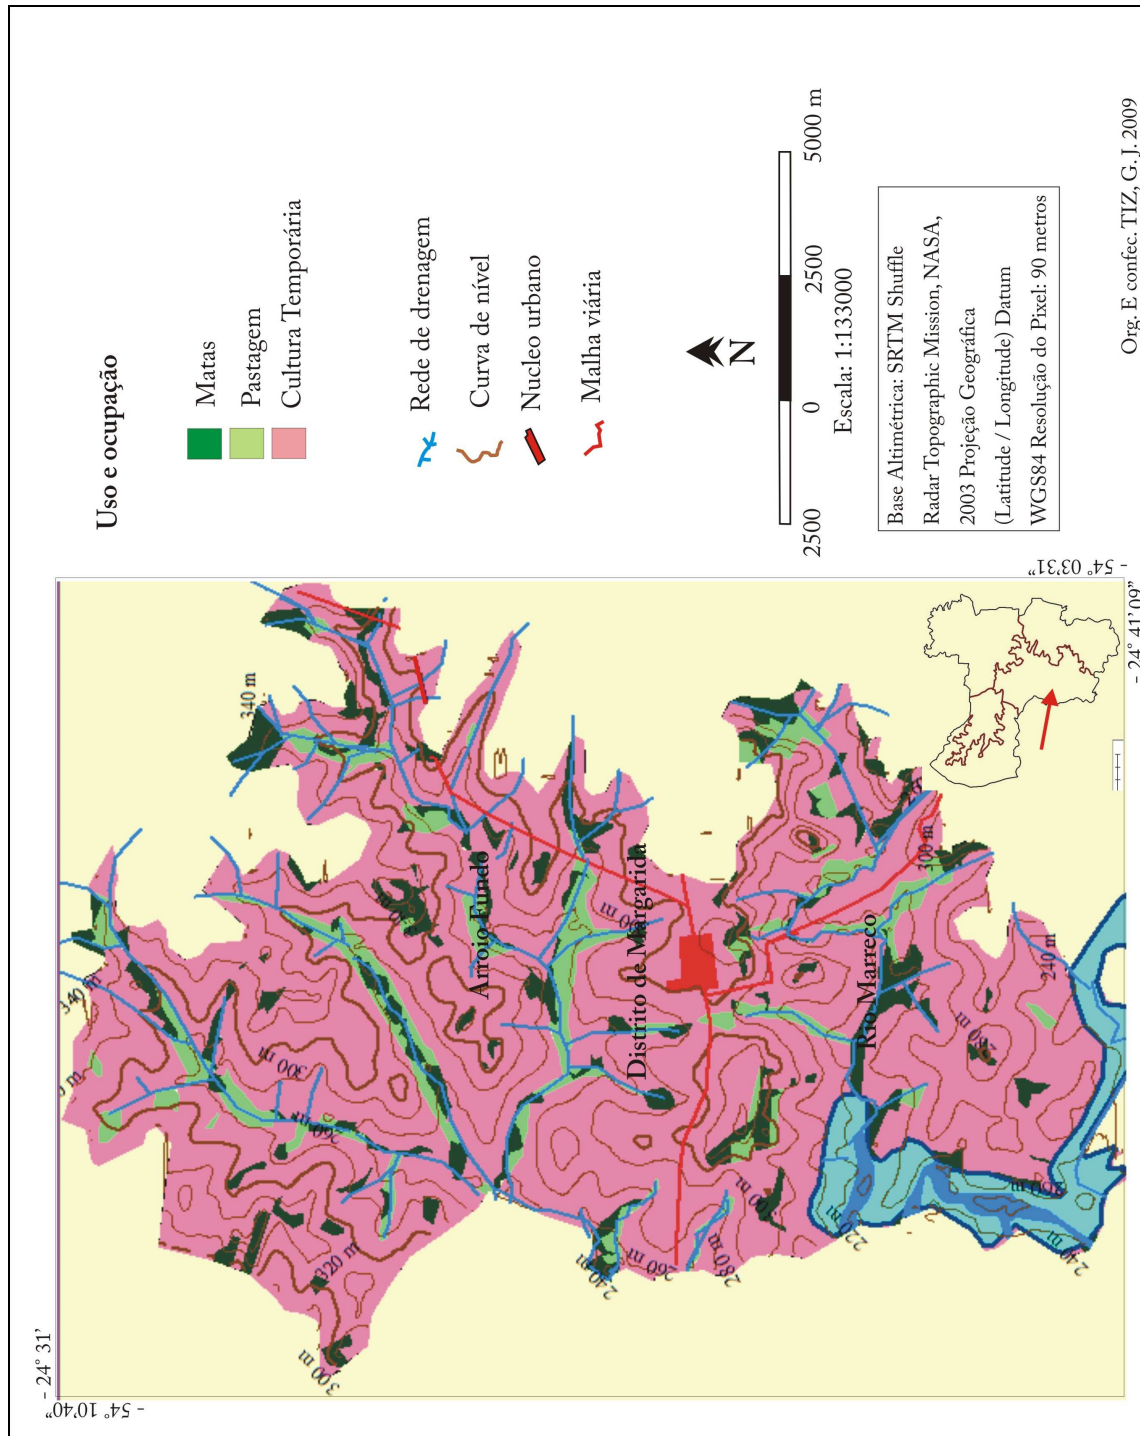 Uso e ocupação
Matas
Pastagem
Cultura Temporária
Rede de drenagem
Curva de nível
Nucleo urbano
Malha viária
N
2500 0 2500 5000 m
Escala: 1:133000
Base Altimétrica: SRTM Shuffle
Radar Topographic Mission, NASA,
2003 Projeção Geográfica
(Latitude / Longitude) Datum
WGS84 Resolução do Pixel: 90 metros
Org. E confec. TIZ, G. J. 2009
- 24° 31'
- 54° 10'40"
- 54° 03'31"
- 24° 41' 09"
340 m
340 m
300 m
260 m
320 m
300 m
Arroio Fundo
Distrito de Margarida
Rio Marreco
240 m
260 m
280 m
300 m
220 m
240 m
260 m
240 m